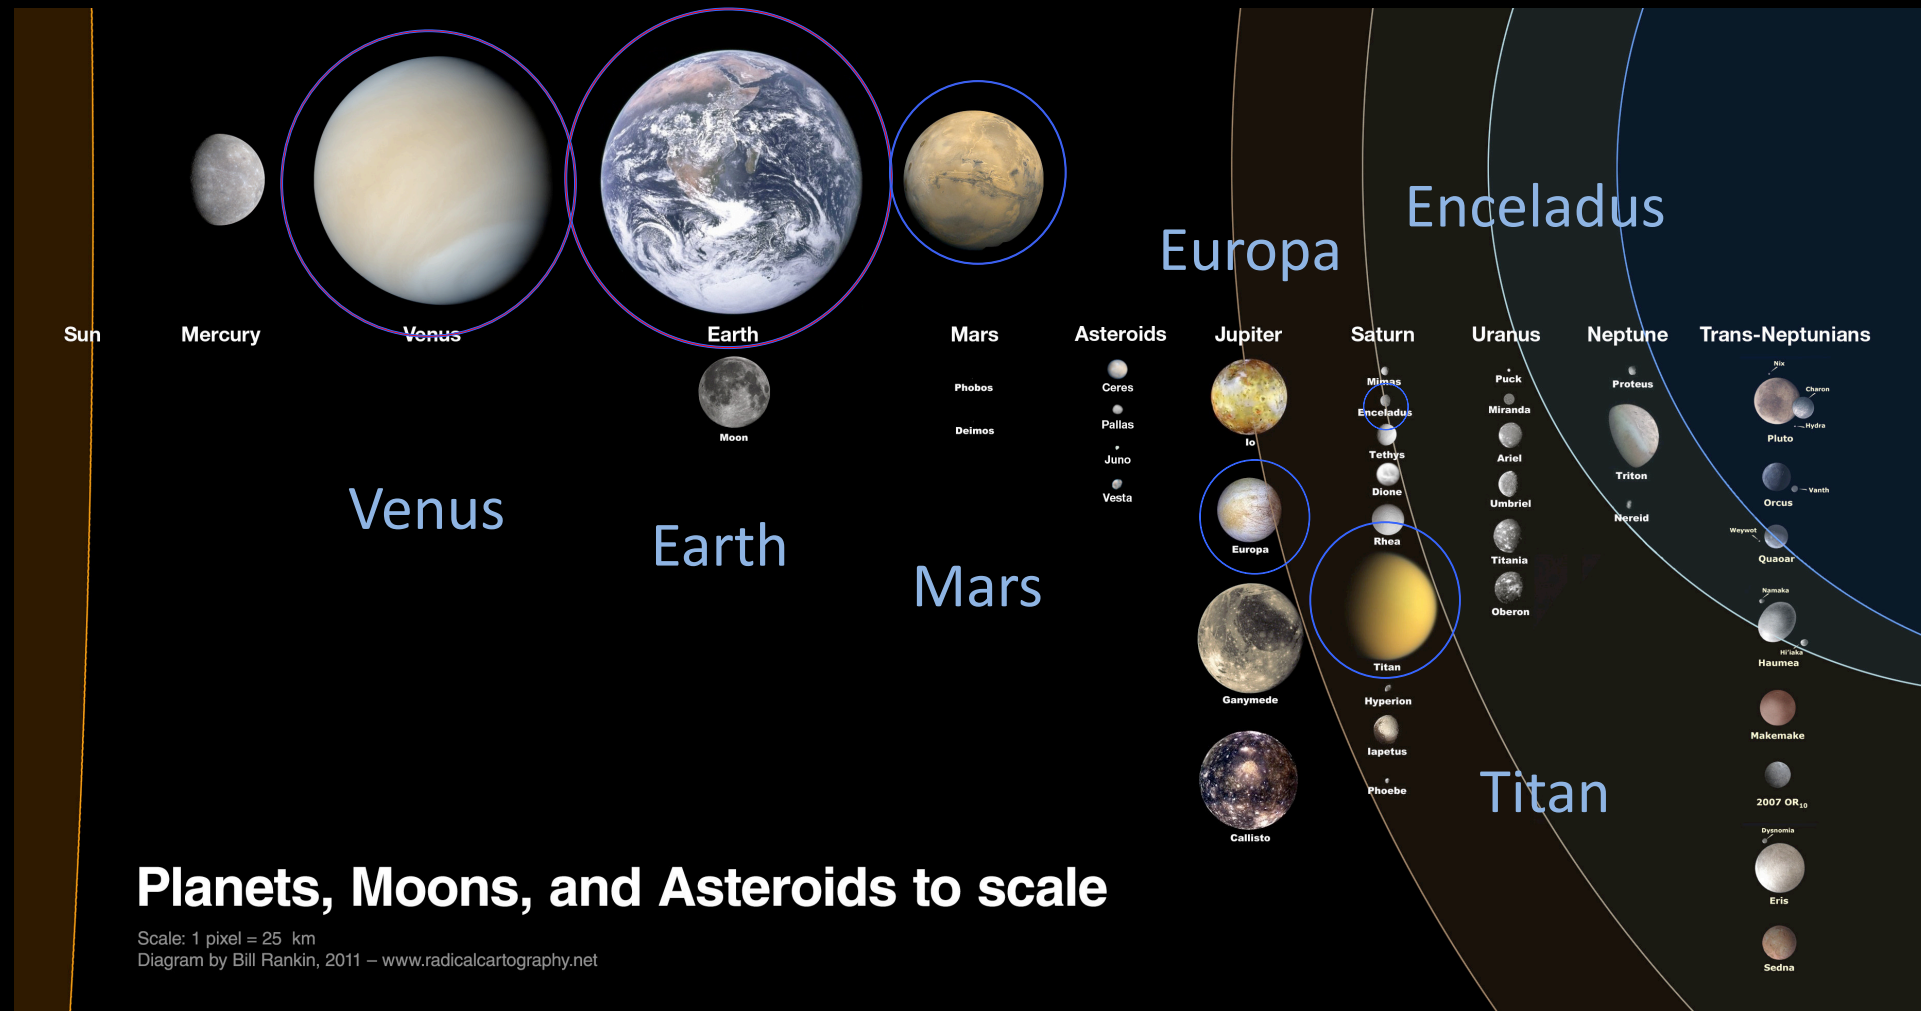 Enceladus
Europa
Sun
Mercury
Venus
Earth
Mars
Asteroids
Jupiter
Saturn
Uranus
Neptune
Trans-Neptunians
Moon
Phobos
Deimos
Ceres
Pallas
Juno
Vesta
Io
Europa
Ganymede
Callisto
Mimas
Enceladus
Tethys
Dione
Rhea
Titan
Hyperion
Iapetus
Phoebe
Puck
Miranda
Ariel
Umbriel
Titania
Oberon
Proteus
Triton
Nereid
Nix
Charon
Hydra
Pluto
Orcus
Vanth
Weywot
Quaoar
Namaka
Hi'iaka
Haumea
Makemake
2007 OR10
Dysnomia
Eris
Sedna
Venus
Earth
Mars
Titan
Planets, Moons, and Asteroids to scale
Scale: 1 pixel = 25 km
Diagram by Bill Rankin, 2011 – www.radicalcartography.net